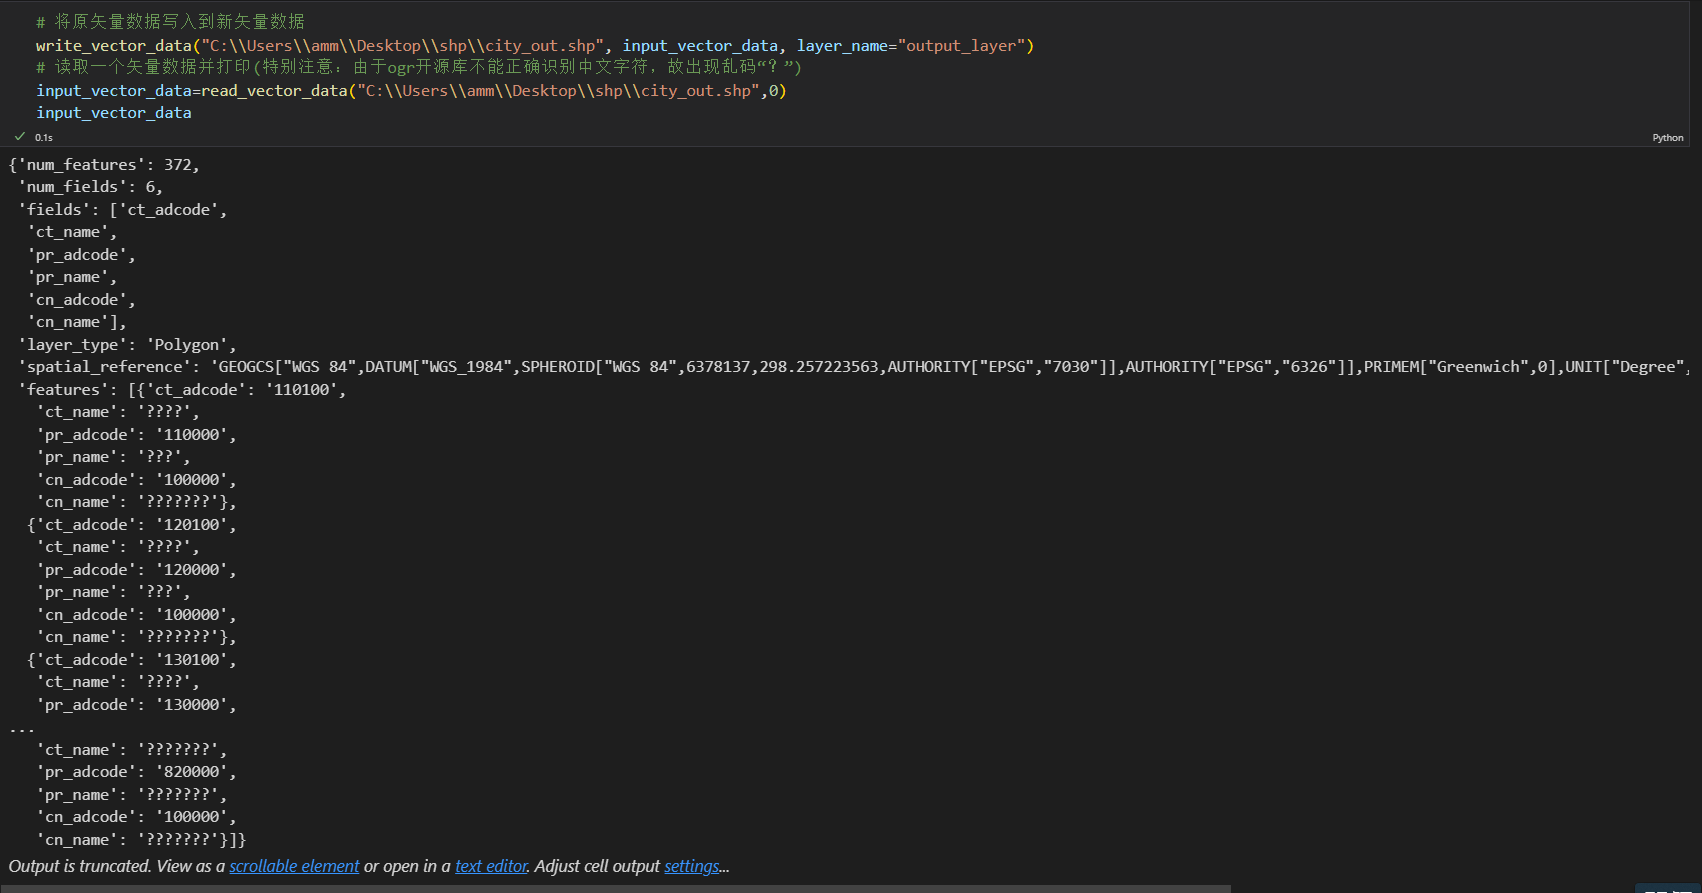 # 将原矢量数据写入到新矢量数据
write_vector_data("C:\\Users\\amm\\Desktop\\shp\\city_out.shp", input_vector_data, layer_name="output_layer")
# 读取一个矢量数据并打印(特别注意：由于ogr开源库不能正确识别中文字符，故出现乱码“？”)
input_vector_data=read_vector_data("C:\\Users\\amm\\Desktop\\shp\\city_out.shp",0)
input_vector_data
✓ 0.1s
Python
{'num_features': 372,
'num_fields': 6,
'fields': ['ct_adcode',
'ct_name',
'pr_adcode',
'pr_name',
'cn_adcode',
'cn_name'],
'layer_type': 'Polygon',
'spatial_reference': 'GEOGCS["WGS 84",DATUM["WGS_1984",SPHEROID["WGS 84",6378137,298.257223563,AUTHORITY["EPSG","7030"]],AUTHORITY["EPSG","6326"]],PRIMEM["Greenwich",0],UNIT["Degree",
'features': [{'ct_adcode': '110100',
'ct_name': '????',
'pr_adcode': '110000',
'pr_name': '???',
'cn_adcode': '100000',
'cn_name': '???????'},
{'ct_adcode': '120100',
'ct_name': '????',
'pr_adcode': '120000',
'pr_name': '???',
'cn_adcode': '100000',
'cn_name': '???????'},
{'ct_adcode': '130100',
'ct_name': '????',
'pr_adcode': '130000',
...
'ct_name': '???????',
'pr_adcode': '820000',
'pr_name': '???????',
'cn_adcode': '100000',
'cn_name': '???????'}]}
Output is truncated. View as a scrollable element or open in a text editor. Adjust cell output settings...